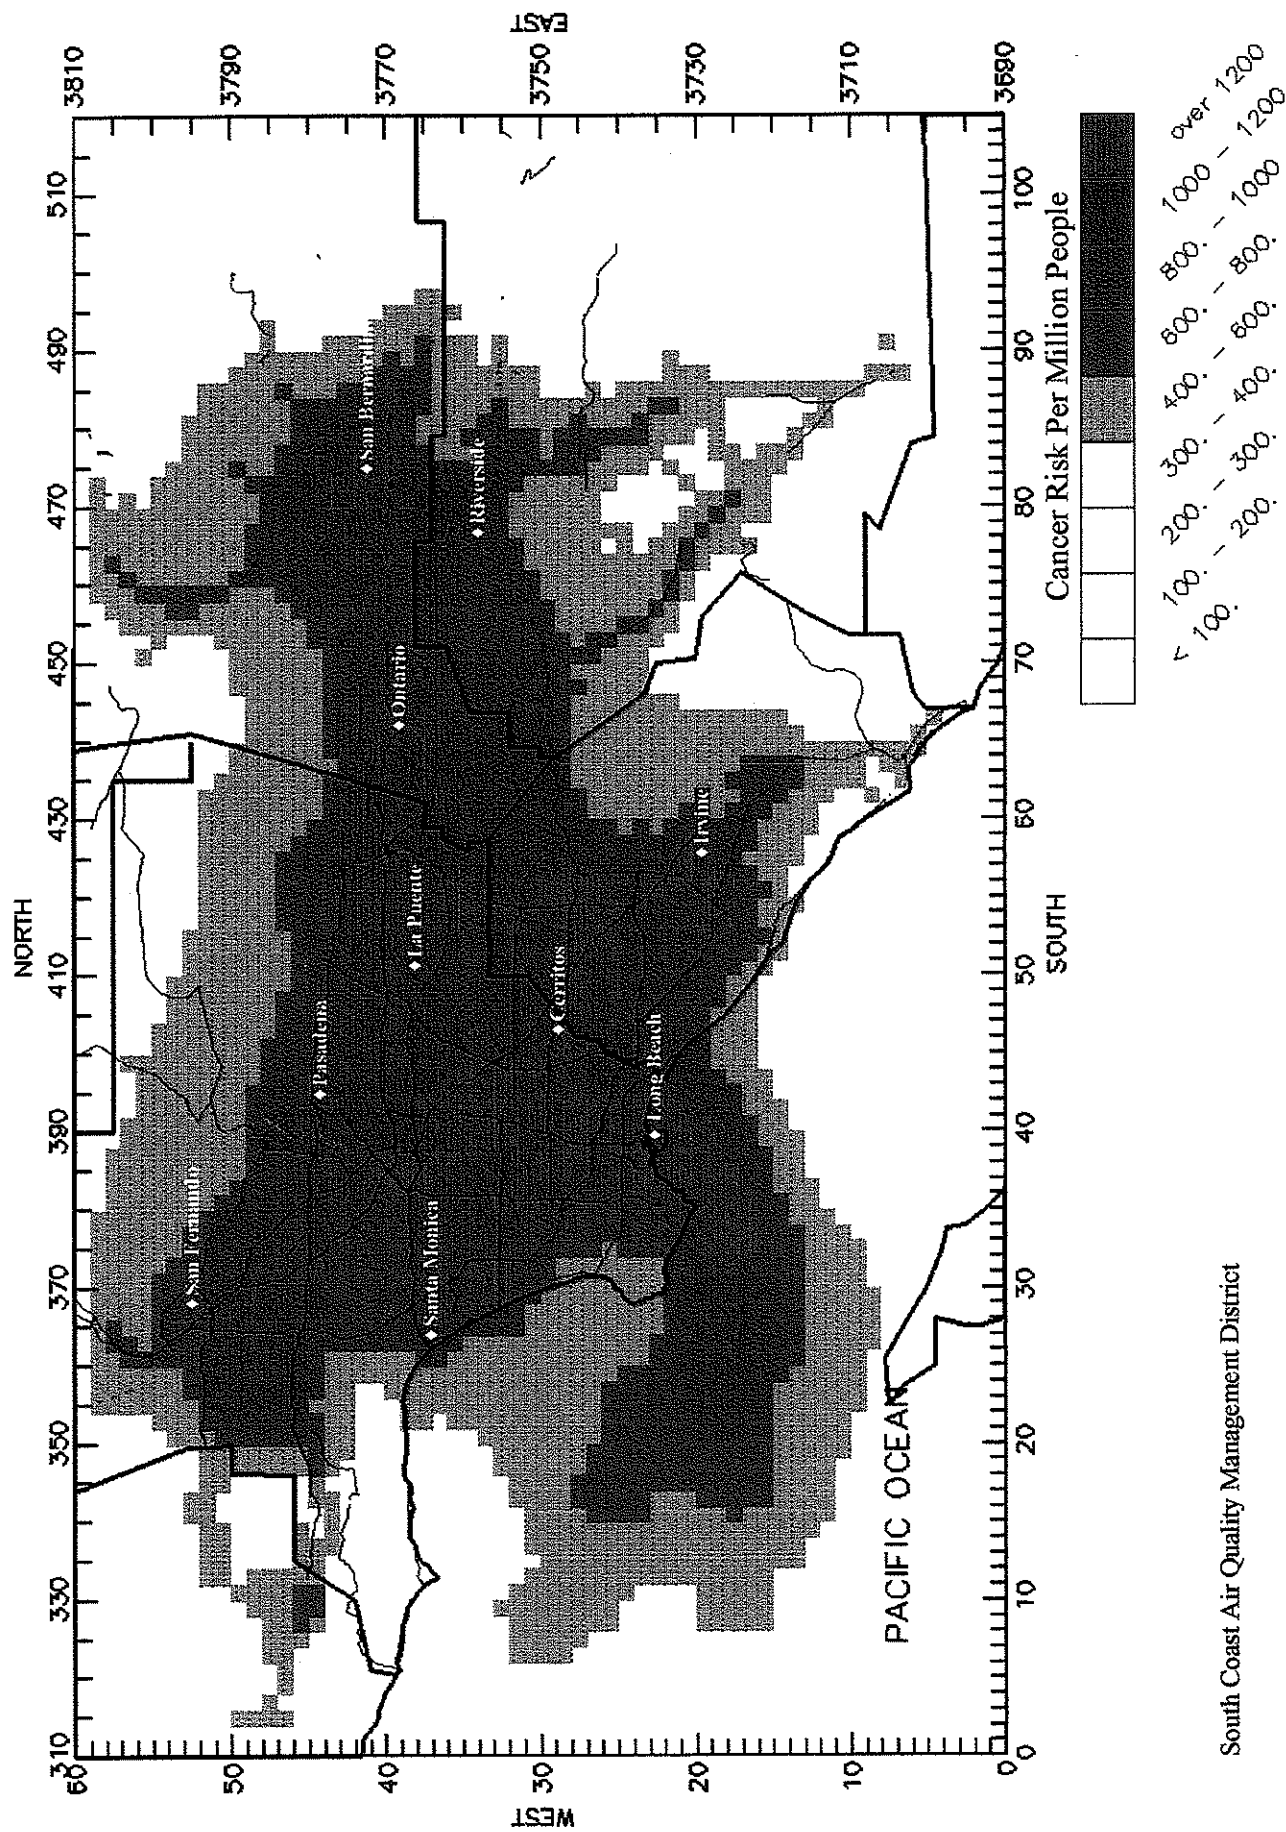 NORTH
310 330 350 370 390 410 430 450 470 490 510
60
50
40
30
20
10
0
WEST
3810
3790
3770
3750
3730
3710
3690
EAST
San Fernando
Pasadena
San Bernardino
Ontario
La Puente
Santa Monica
Riverside
Cerritos
Long Beach
Irvine
PACIFIC OCEAN
0 10 20 30 40 50 60 70 80 90 100
SOUTH
Cancer Risk Per Million People
< 100.
100. - 200.
200. - 300.
300. - 400.
400. - 600.
600. - 800.
800. - 1000
1000 - 1200
over 1200
South Coast Air Quality Management District